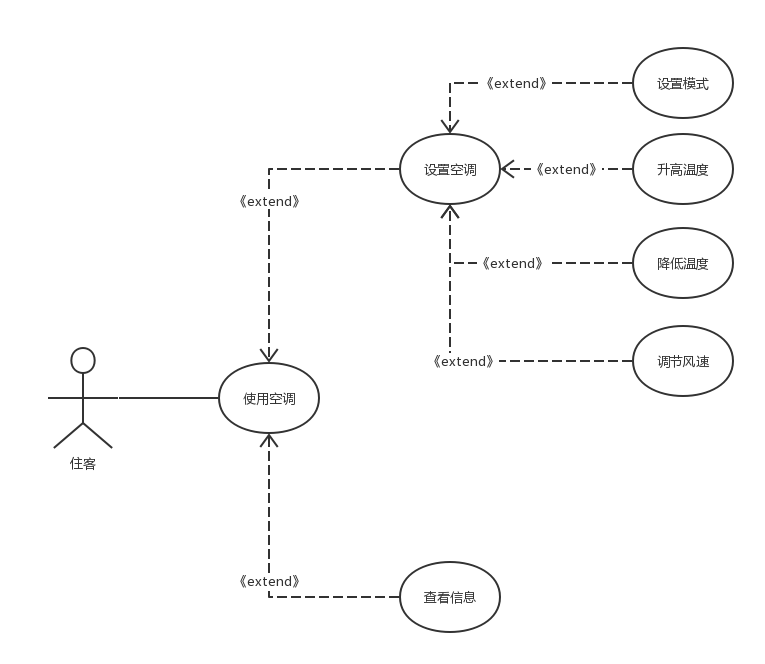 《extend》
设置模式
设置空调
《extend》
升高温度
《extend》
《extend》
降低温度
《extend》
调节风速
使用空调
住客
《extend》
查看信息